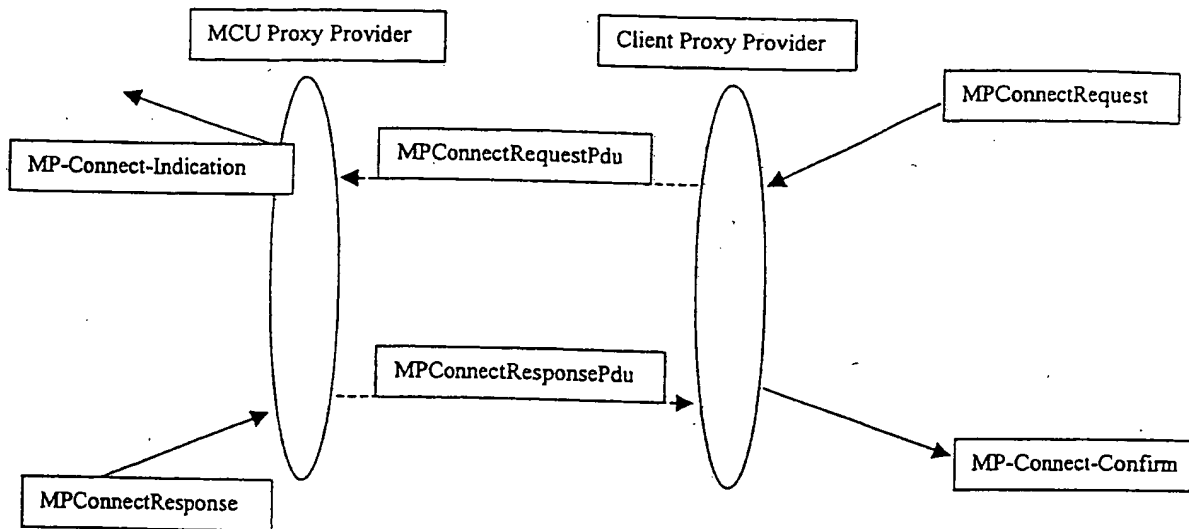 MCU Proxy Provider
Client Proxy Provider
MPConnectRequest
MPConnectRequestPdu
MP-Connect-Indication
MPConnectResponsePdu
MP-Connect-Confirm
MPConnectResponse